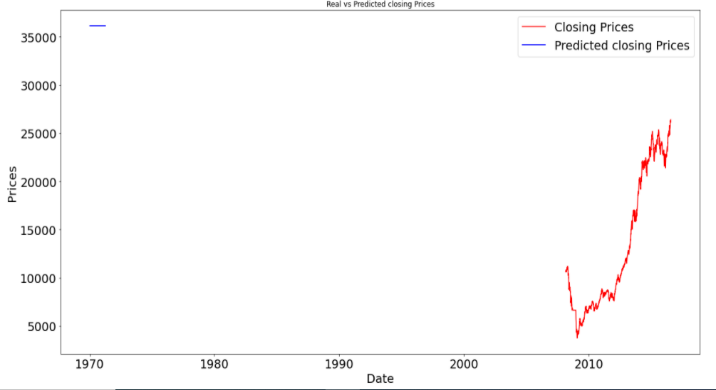 Real vs Predicted closing Prices
Closing Prices
Predicted closing Prices
35000
30000
25000
20000
15000
10000
5000
Prices
1970 1980 1990 2000 2010
Date